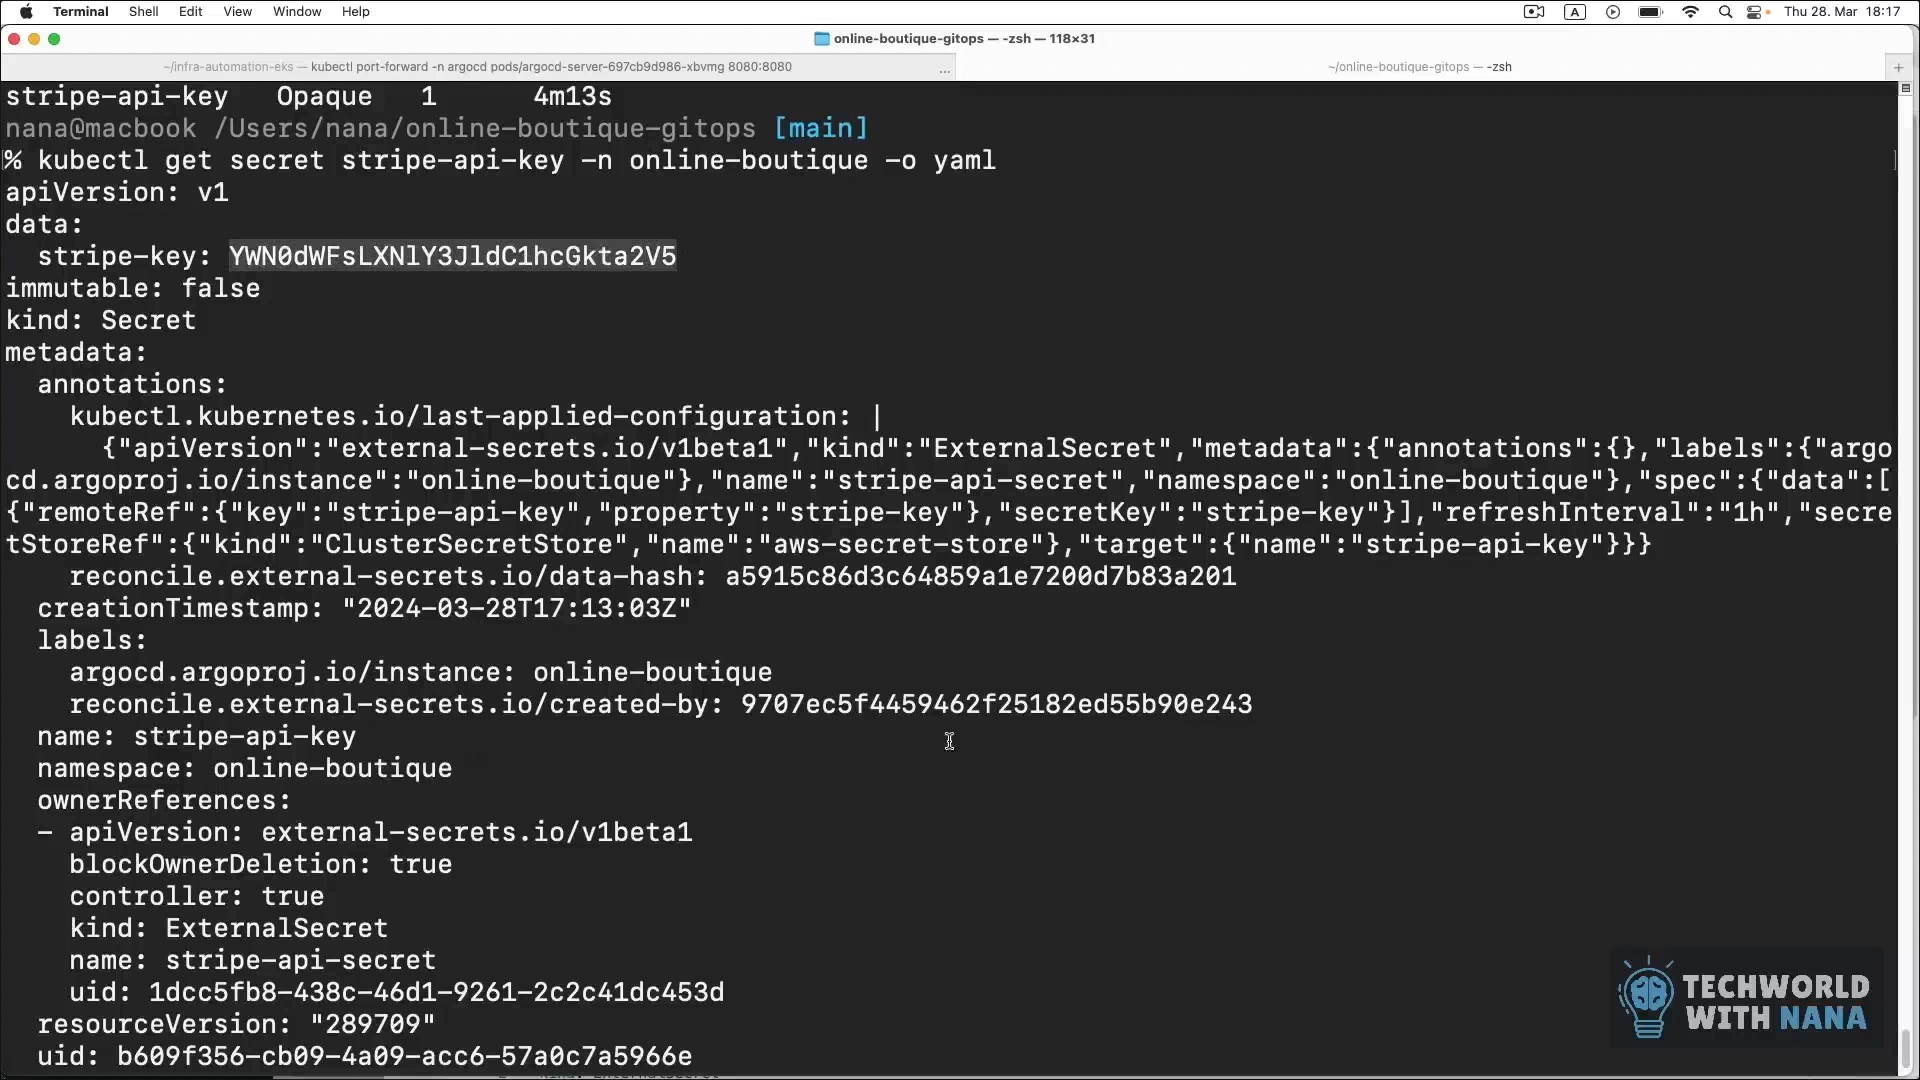 Terminal Shell Edit View Window Help A Thu 28. Mar 18:17
online-boutique-gitops — -zsh — 118×31
~/infra-automation-eks — kubectl port-forward -n argocd pods/argocd-server-697cb9d986-xbvmg 8080:8080 ... ~/online-boutique-gitops — -zsh +
stripe-api-key Opaque 1 4m13s
nana@macbook /Users/nana/online-boutique-gitops [main]
% kubectl get secret stripe-api-key -n online-boutique -o yaml
apiVersion: v1
data:
  stripe-key: YWN0dWFsLXNlY3JldC1hcGkta2V5
immutable: false
kind: Secret
metadata:
  annotations:
    kubectl.kubernetes.io/last-applied-configuration: |
      {"apiVersion":"external-secrets.io/v1beta1","kind":"ExternalSecret","metadata":{"annotations":{},"labels":{"argo
cd.argoproj.io/instance":"online-boutique"},"name":"stripe-api-secret","namespace":"online-boutique"},"spec":{"data":[
{"remoteRef":{"key":"stripe-api-key","property":"stripe-key"},"secretKey":"stripe-key"}],"refreshInterval":"1h","secre
tStoreRef":{"kind":"ClusterSecretStore","name":"aws-secret-store"},"target":{"name":"stripe-api-key"}}}
    reconcile.external-secrets.io/data-hash: a5915c86d3c64859a1e7200d7b83a201
  creationTimestamp: "2024-03-28T17:13:03Z"
  labels:
    argocd.argoproj.io/instance: online-boutique
    reconcile.external-secrets.io/created-by: 9707ec5f4459462f25182ed55b90e243
  name: stripe-api-key
  namespace: online-boutique
  ownerReferences:
  - apiVersion: external-secrets.io/v1beta1
    blockOwnerDeletion: true
    controller: true
    kind: ExternalSecret
    name: stripe-api-secret
    uid: 1dcc5fb8-438c-46d1-9261-2c2c41dc453d
  resourceVersion: "289709"
  uid: b609f356-cb09-4a09-acc6-57a0c7a5966e
TECHWORLD
WITH NANA